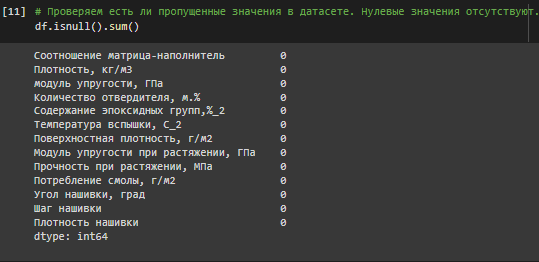 [11] # Проверяем есть ли пропущенные значения в датасете. Нулевые значения отсутствуют.
df.isnull().sum()
Соотношение матрица-наполнитель 0
Плотность, кг/м3 0
модуль упругости, ГПа 0
Количество отвердителя, м.% 0
Содержание эпоксидных групп,%_2 0
Температура вспышки, С_2 0
Поверхностная плотность, г/м2 0
Модуль упругости при растяжении, ГПа 0
Прочность при растяжении, МПа 0
Потребление смолы, г/м2 0
Угол нашивки, град 0
Шаг нашивки 0
Плотность нашивки 0
dtype: int64